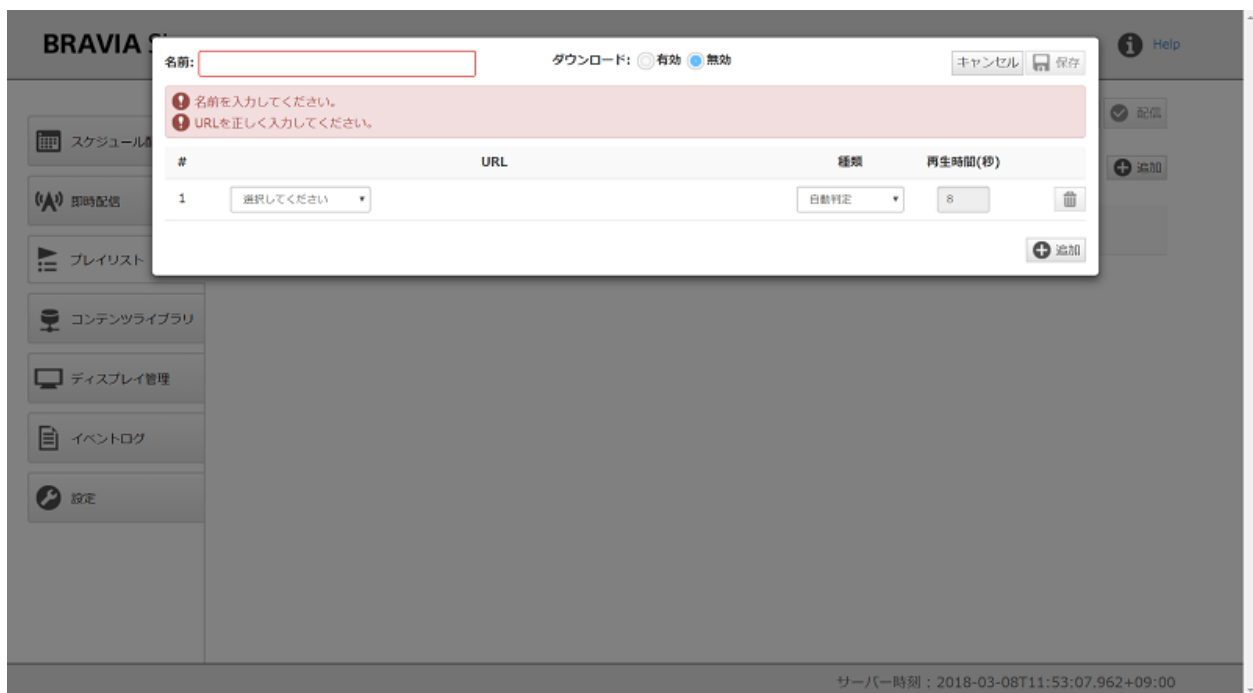 BRAVIA
Help
名前:
ダウンロード: 有効 無効
キャンセル 保存
名前を入力してください。
URLを正しく入力してください。
配信
追加
# URL 種類 再生時間(秒)
1 選択してください 自動判定 8
追加
スケジュール
即時配信
プレイリスト
コンテンツライブラリ
ディスプレイ管理
イベントログ
設定
サーバー時刻 : 2018-03-08T11:53:07.962+09:00